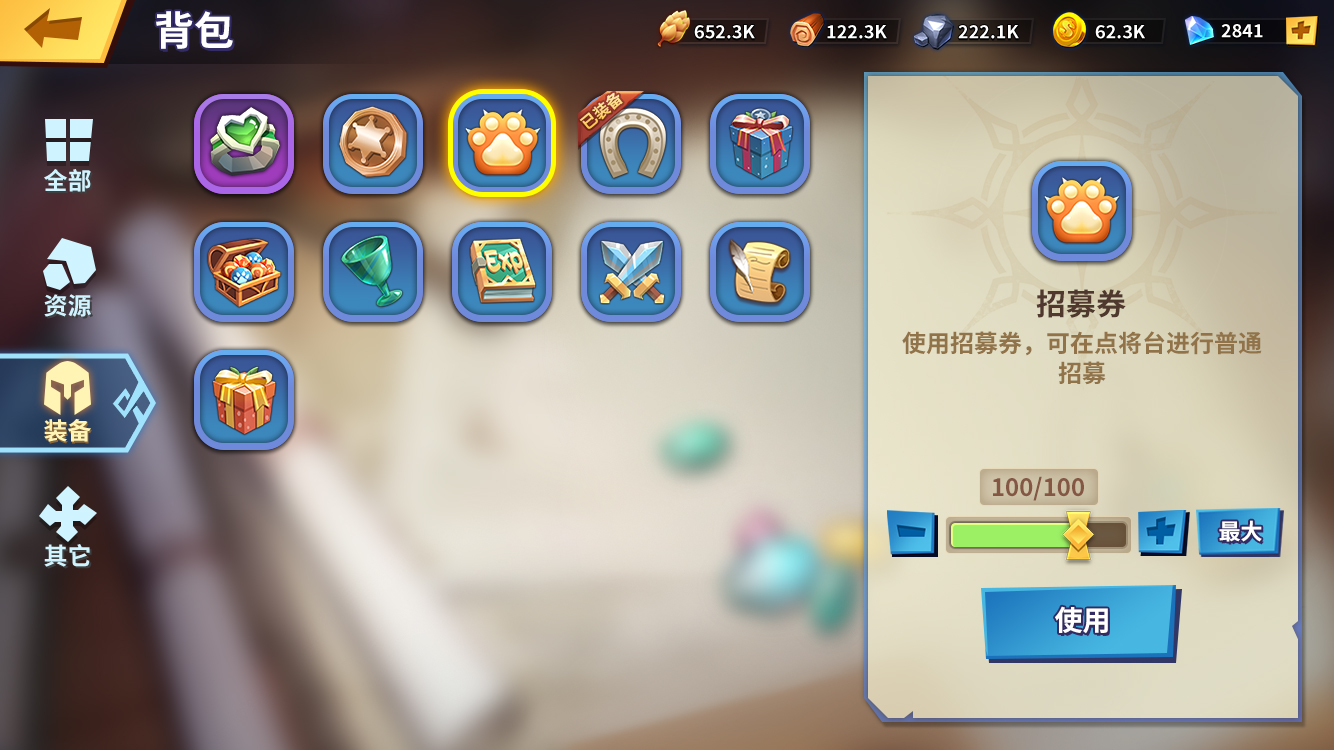 背包
652.3K
122.3K
222.1K
62.3K
2841
全部
资源
装备
其它
已装备
Exp
招募券
使用招募券，可在点将台进行普通
招募
100/100
最大
使用